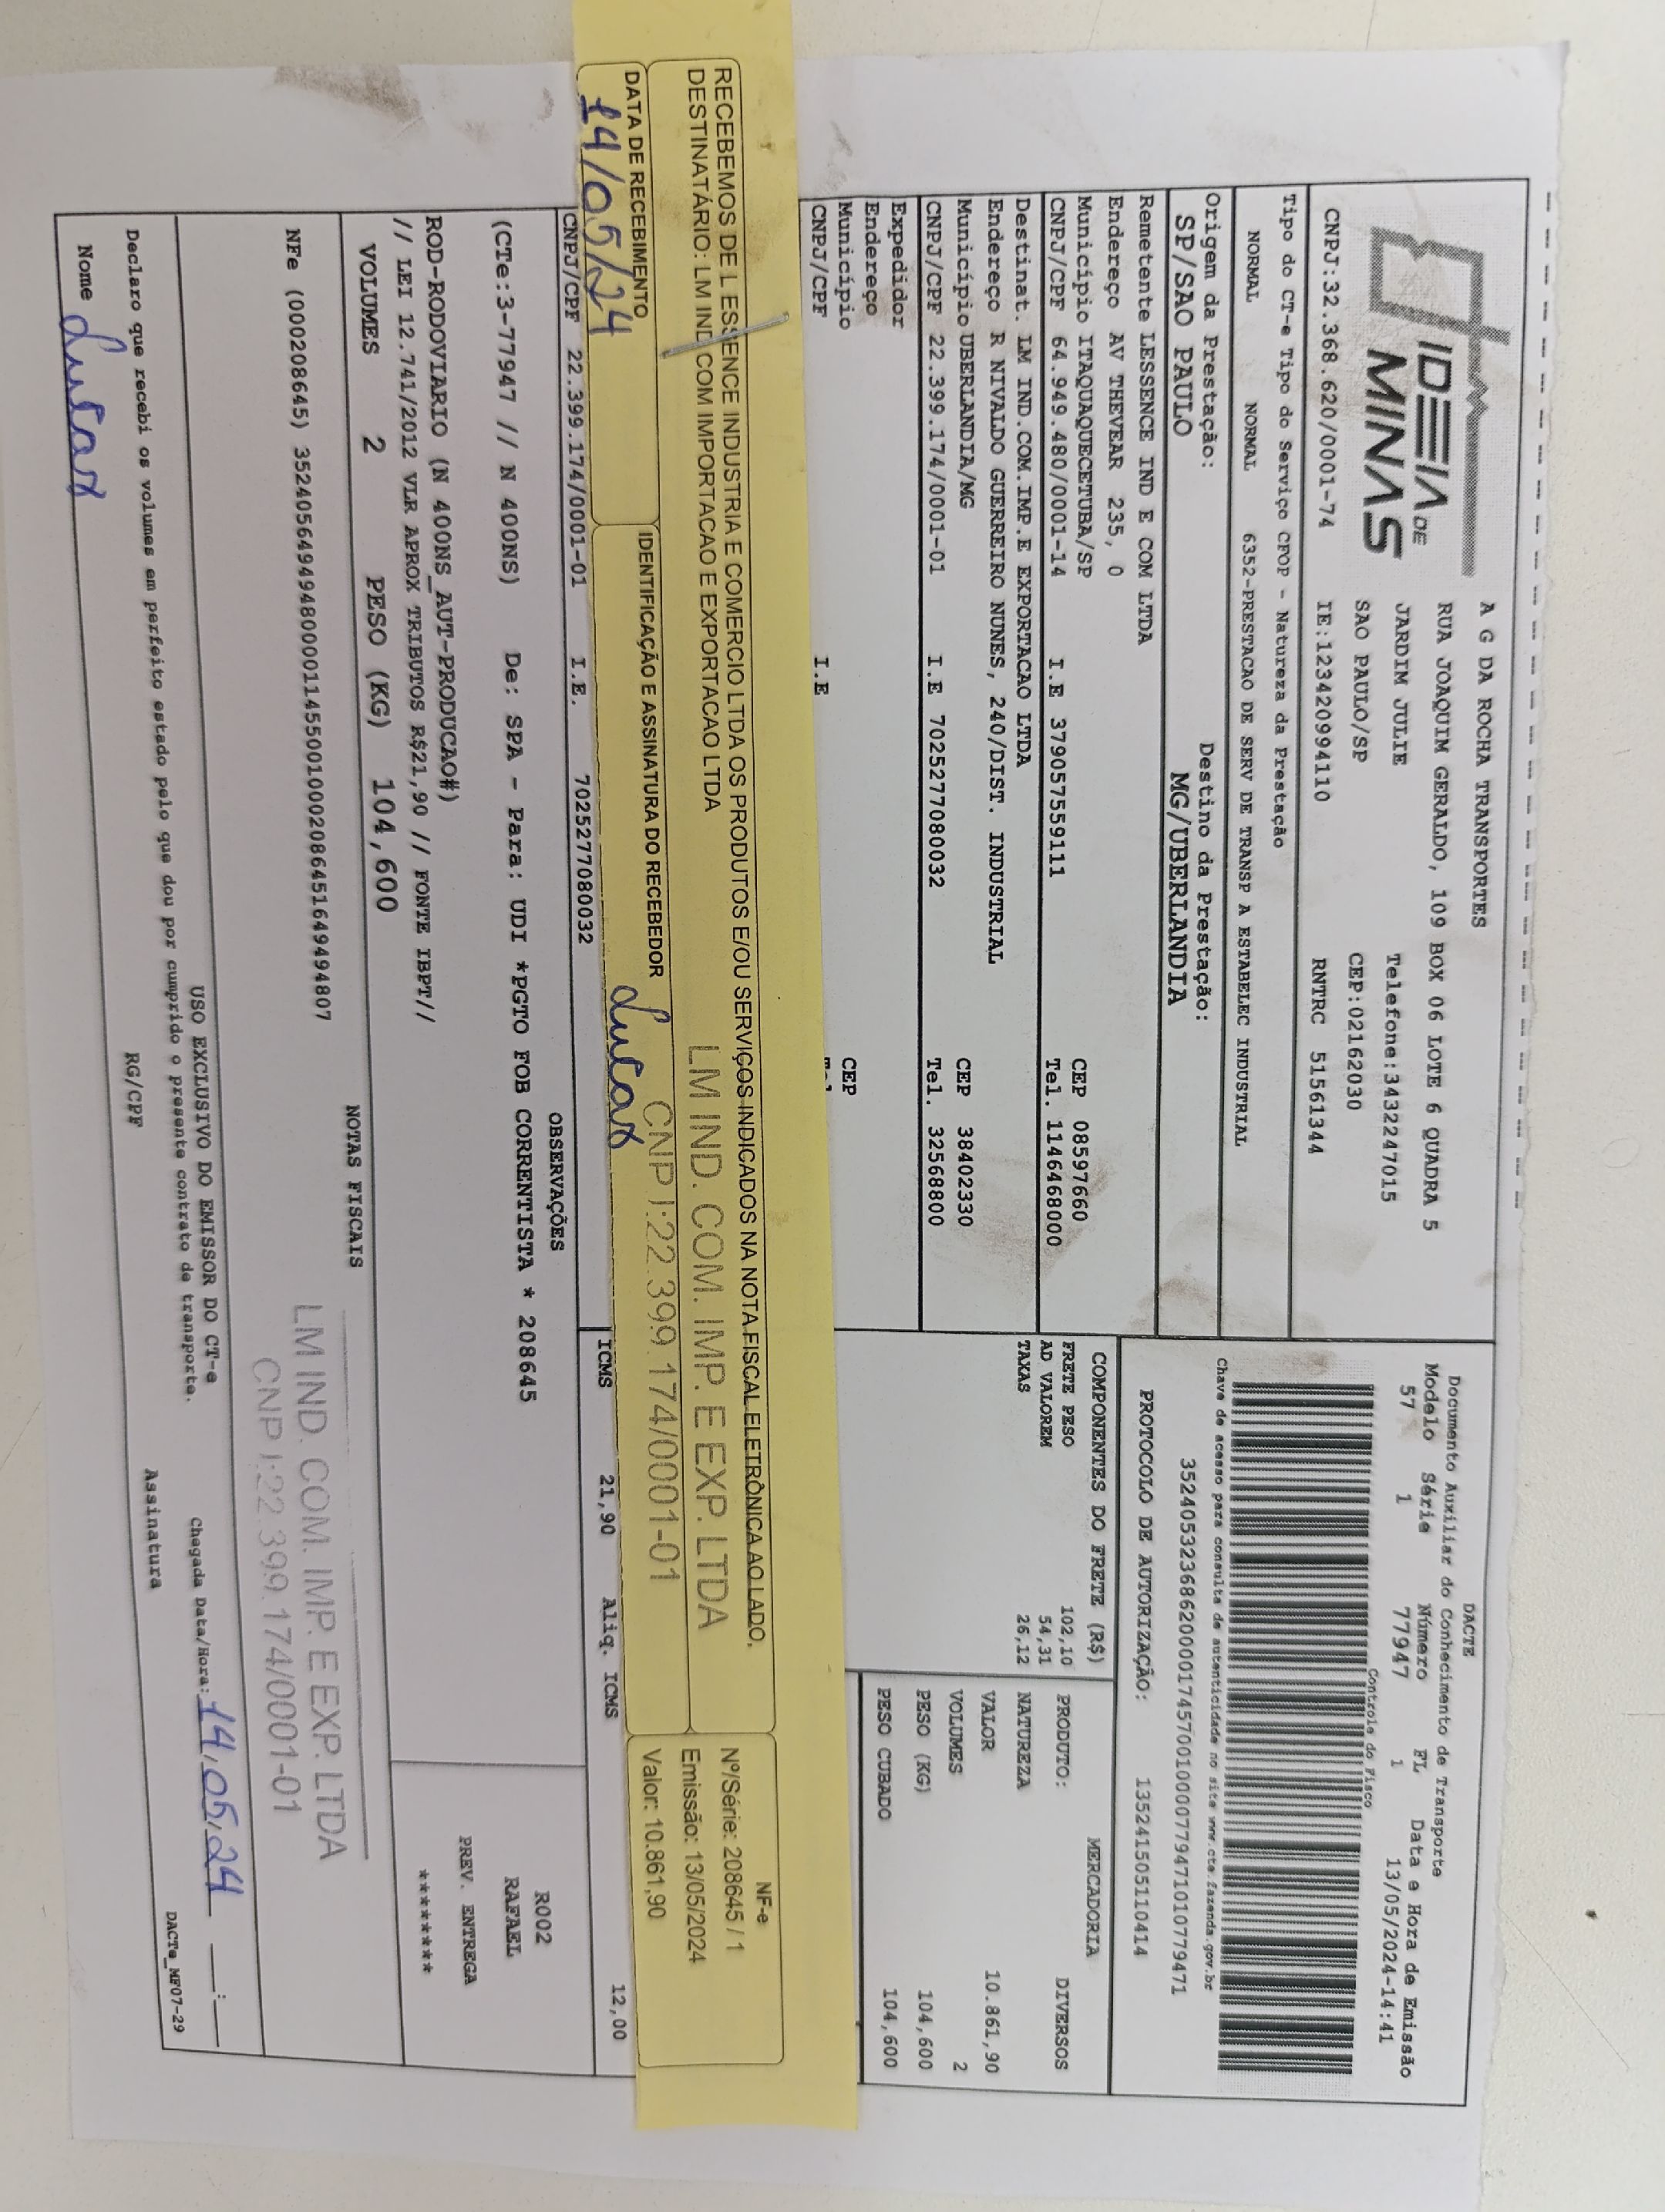 IDEIA DE
MINAS
A G DA ROCHA TRANSPORTES
RUA JOAQUIM GERALDO, 109 BOX 06 LOTE 6 QUADRA 5
JARDIM JULIE Telefone:3432247015
SAO PAULO/SP CEP:02162030
CNPJ:32.368.620/0001-74 IE:123420994110 RNTRC 51561344
Tipo do CT-e Tipo do Serviço CFOP - Natureza da Prestação
NORMAL NORMAL 6352-PRESTACAO DE SERV DE TRANSP A ESTABELEC INDUSTRIAL
Origem da Prestação: Destino da Prestação:
SP/SAO PAULO MG/UBERLANDIA
Remetente LESSENCE IND E COM LTDA
Endereço AV THEVEAR 235, 0
Município ITAQUAQUECETUBA/SP CEP 08597660
CNPJ/CPF 64.949.480/0001-14 I.E 379057559111 Tel. 1146468000
Destinat. LM IND.COM.IMP.E EXPORTACAO LTDA
Endereço R NIVALDO GUERREIRO NUNES, 240/DIST. INDUSTRIAL
Município UBERLANDIA/MG CEP 38402330
CNPJ/CPF 22.399.174/0001-01 I.E 7025277080032 Tel. 32568800
Expedidor
Endereço
Município CEP
CNPJ/CPF I.E
DACTE
Documento Auxiliar do Conhecimento de Transporte
Modelo Série Número FL Data e Hora de Emissão
57 1 77947 1 13/05/2024-14:41
Controle do Fisco
Chave de acesso para consulta de autenticidade no site www.cte.fazenda.gov.br
35240532368620000174570010000779471010779471
PROTOCOLO DE AUTORIZAÇÃO: 135241505110414
COMPONENTES DO FRETE (R$)
FRETE PESO 102,10
AD VALOREM 54,31
TAXAS 26,12
MERCADORIA
PRODUTO: DIVERSOS
NATUREZA
VALOR 10.861,90
VOLUMES 2
PESO (KG) 104,600
PESO CUBADO 104,600
RECEBEMOS DE L ESSENCE INDUSTRIA E COMERCIO LTDA OS PRODUTOS E/OU SERVIÇOS INDICADOS NA NOTA FISCAL ELETRÔNICA AO LADO.
DESTINATÁRIO: LM IND COM IMPORTACAO E EXPORTACAO LTDA
LM IND. COM. IMP. E EXP. LTDA
CNPJ:22.399.174/0001-01
DATA DE RECEBIMENTO IDENTIFICAÇÃO E ASSINATURA DO RECEBEDOR
14/05/24 Lucas
NF-e
Nº/Série: 208645 / 1
Emissão: 13/05/2024
Valor: 10.861,90
CNPJ/CPF 22.399.174/0001-01 I.E. 7025277080032
ICMS 21,90 Aliq. ICMS 12,00
OBSERVAÇÕES
(CTe:3-77947 // N 400NS) De: SPA - Para: UDI *PGTO FOB CORRENTISTA * 208645
ROD-RODOVIARIO (N 400NS_AUT-PRODUCAO#)
// LEI 12.741/2012 VLR APROX TRIBUTOS R$21,90 // FONTE IBPT//
R002
RAFAEL
PREV. ENTREGA
********
VOLUMES 2 PESO (KG) 104,600
NOTAS FISCAIS
NFe (000208645) 35240564949480000114550010002086451649494807
LM IND. COM. IMP. E EXP. LTDA
CNPJ:22.399.174/0001-01
USO EXCLUSIVO DO EMISSOR DO CT-e
Declaro que recebi os volumes em perfeito estado pelo que dou por cumprido o presente contrato de transporte.
Chegada Data/Hora: 14,05,24 __:__
Nome Lucas RG/CPF Assinatura
DACTe_MF07-29